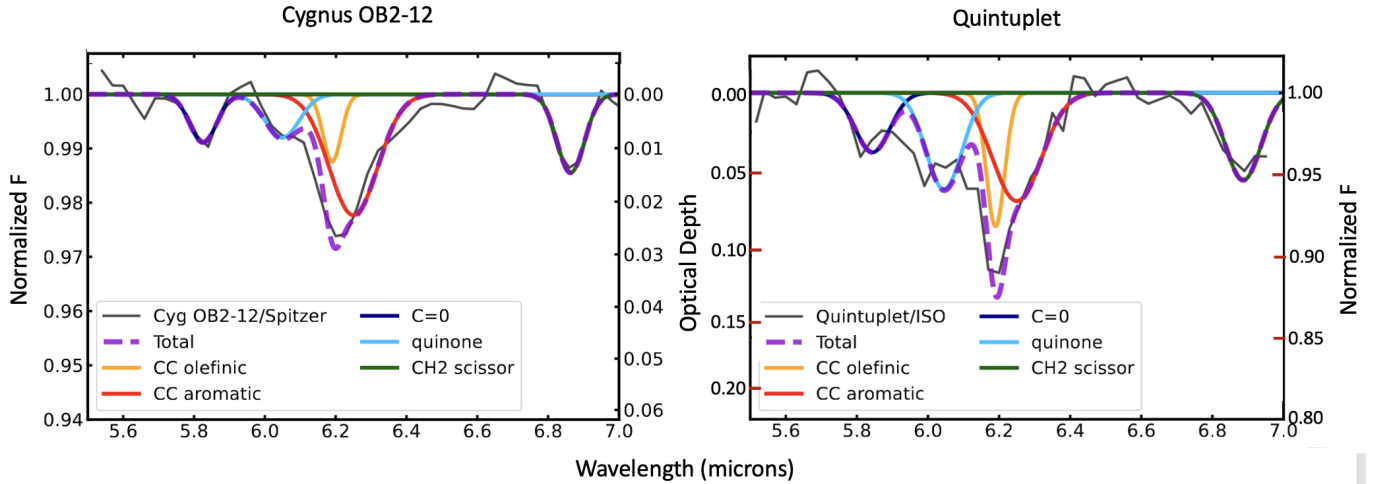 Cygnus OB2-12
Quintuplet
Normalized F
1.00
0.99
0.98
0.97
0.96
0.95
0.94
0.00
0.01
0.02
0.03
0.04
0.05
0.06
Cyg OB2-12/Spitzer
Total
CC olefinic
CC aromatic
C=0
quinone
CH2 scissor
5.6 5.8 6.0 6.2 6.4 6.6 6.8 7.0
Optical Depth
0.00
0.05
0.10
0.15
0.20
Quintuplet/ISO
Total
CC olefinic
CC aromatic
C=0
quinone
CH2 scissor
1.00
0.95
0.90
0.85
0.80
Normalized F
5.6 5.8 6.0 6.2 6.4 6.6 6.8 7.0
Wavelength (microns)